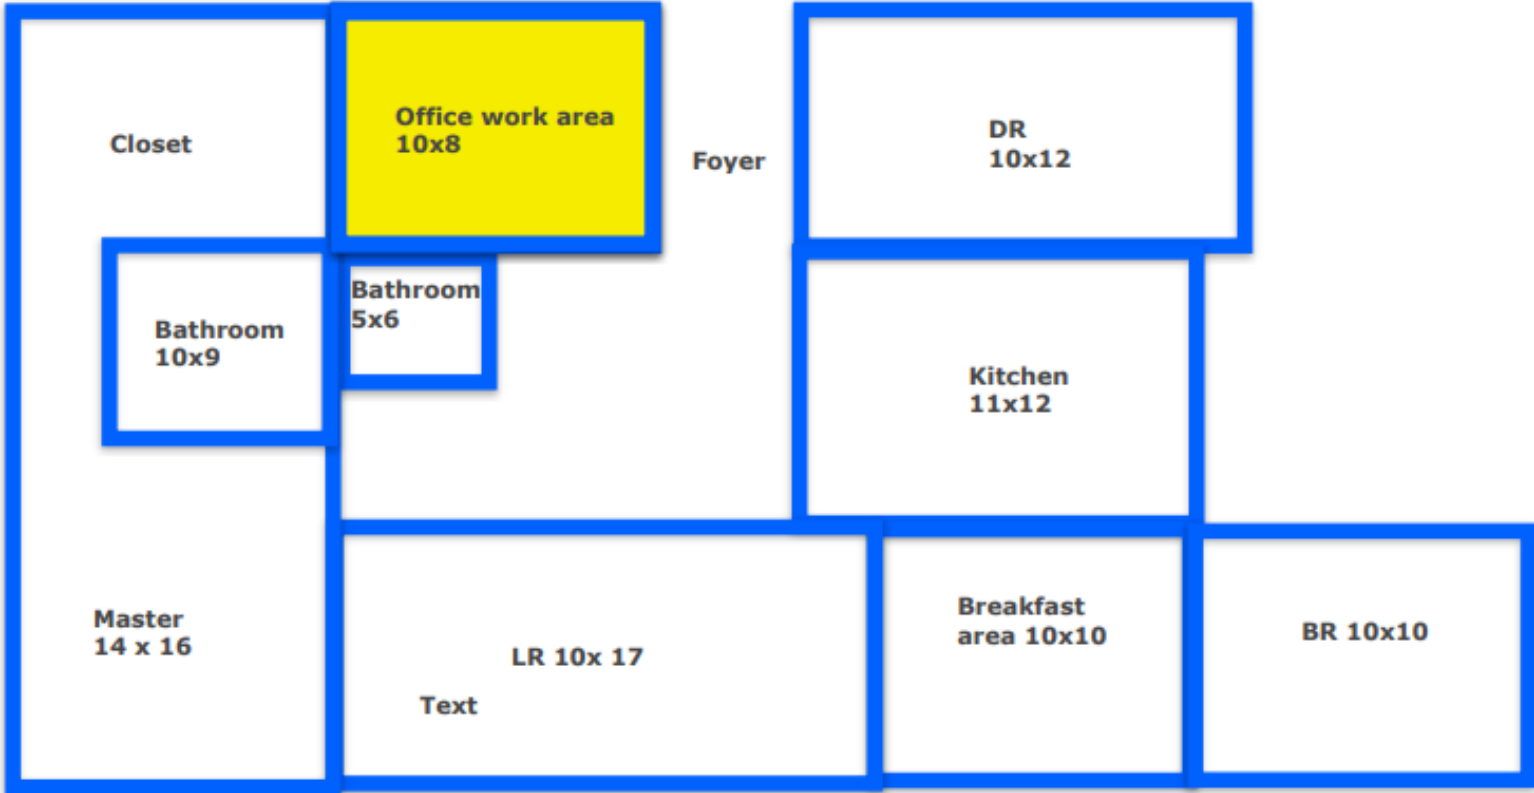 Closet
Office work area
10x8
Foyer
DR
10x12
Bathroom
10x9
Bathroom
5x6
Kitchen
11x12
Master
14 x 16
LR 10x 17
Text
Breakfast
area 10x10
BR 10x10